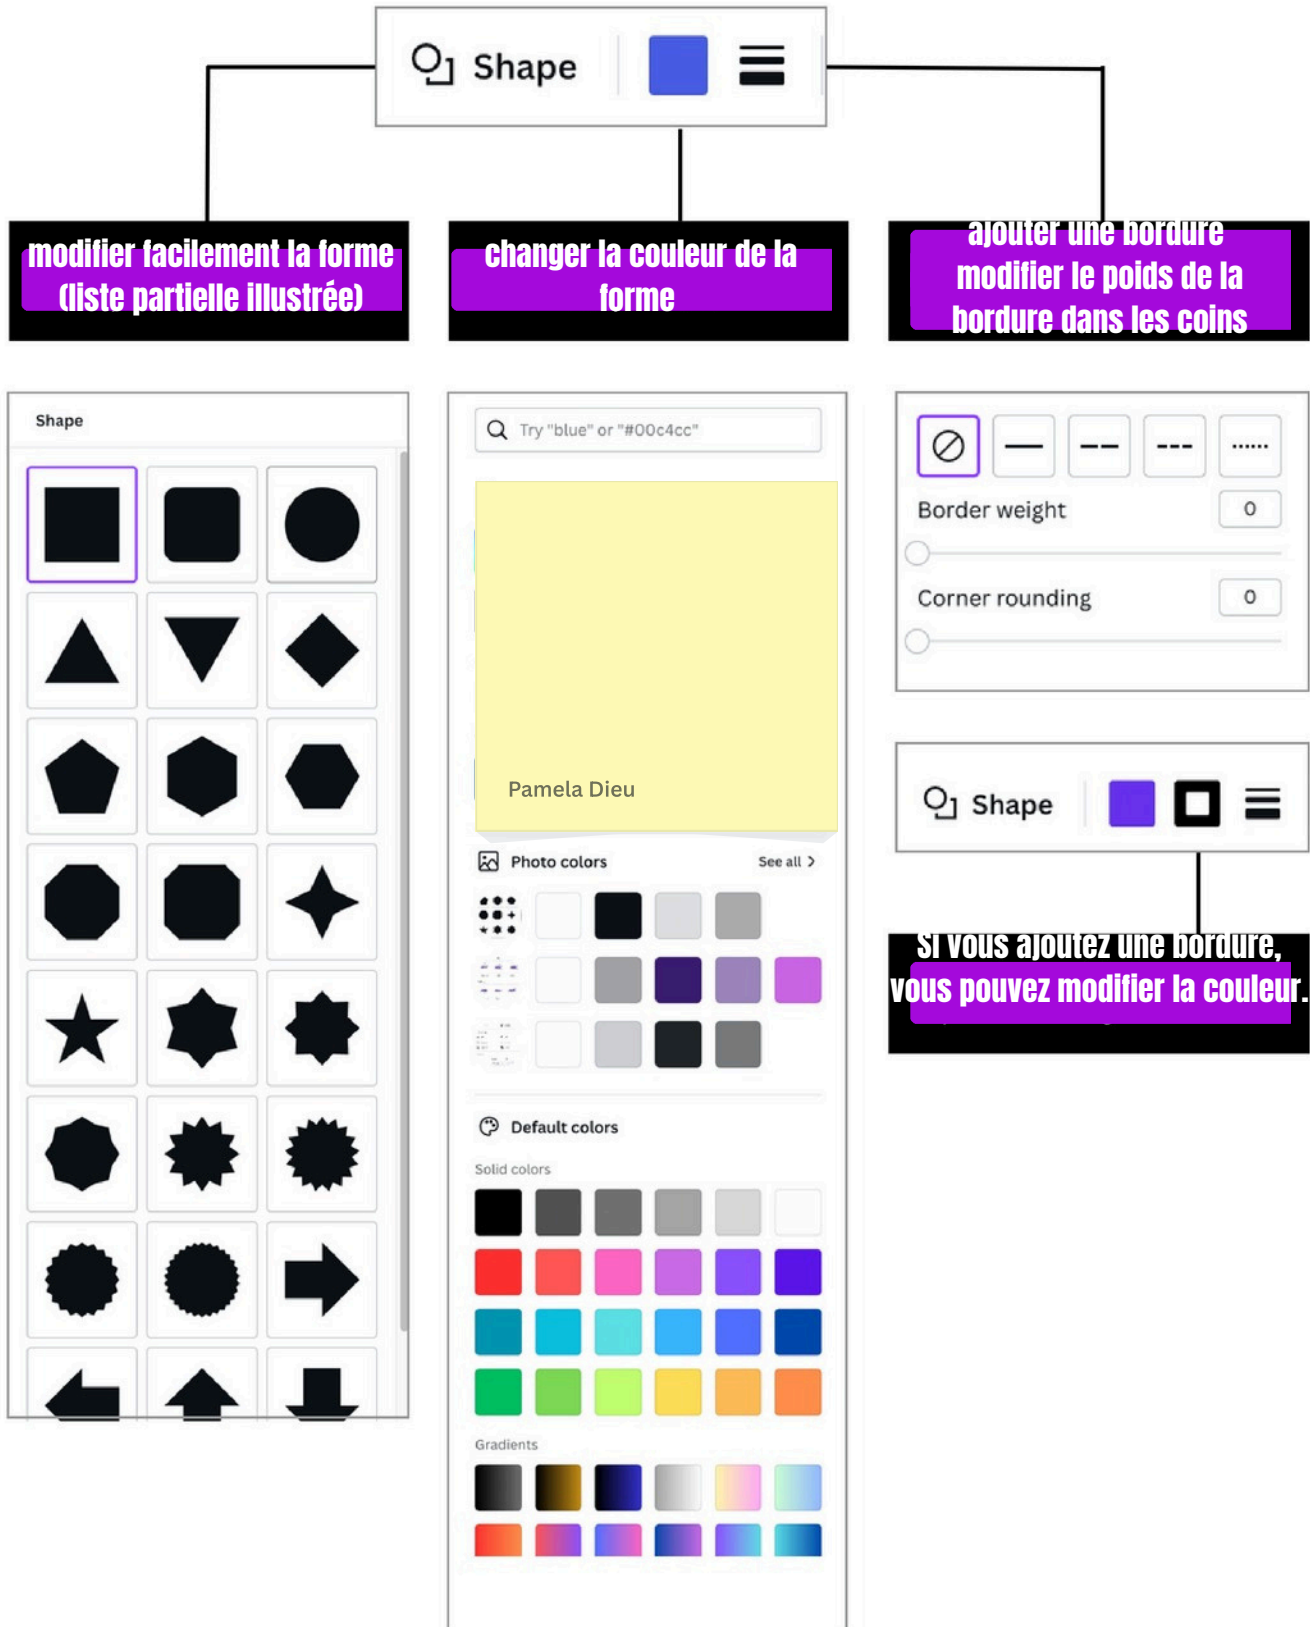 Shape
modifier facilement la forme
(liste partielle illustrée)
changer la couleur de la
forme
ajouter une bordure
modifier le poids de la
bordure dans les coins
Shape
Try "blue" or "#00c4cc"
Pamela Dieu
Photo colors
See all
Default colors
Solid colors
Gradients
Border weight
0
Corner rounding
0
Shape
Si vous ajoutez une bordure,
vous pouvez modifier la couleur.